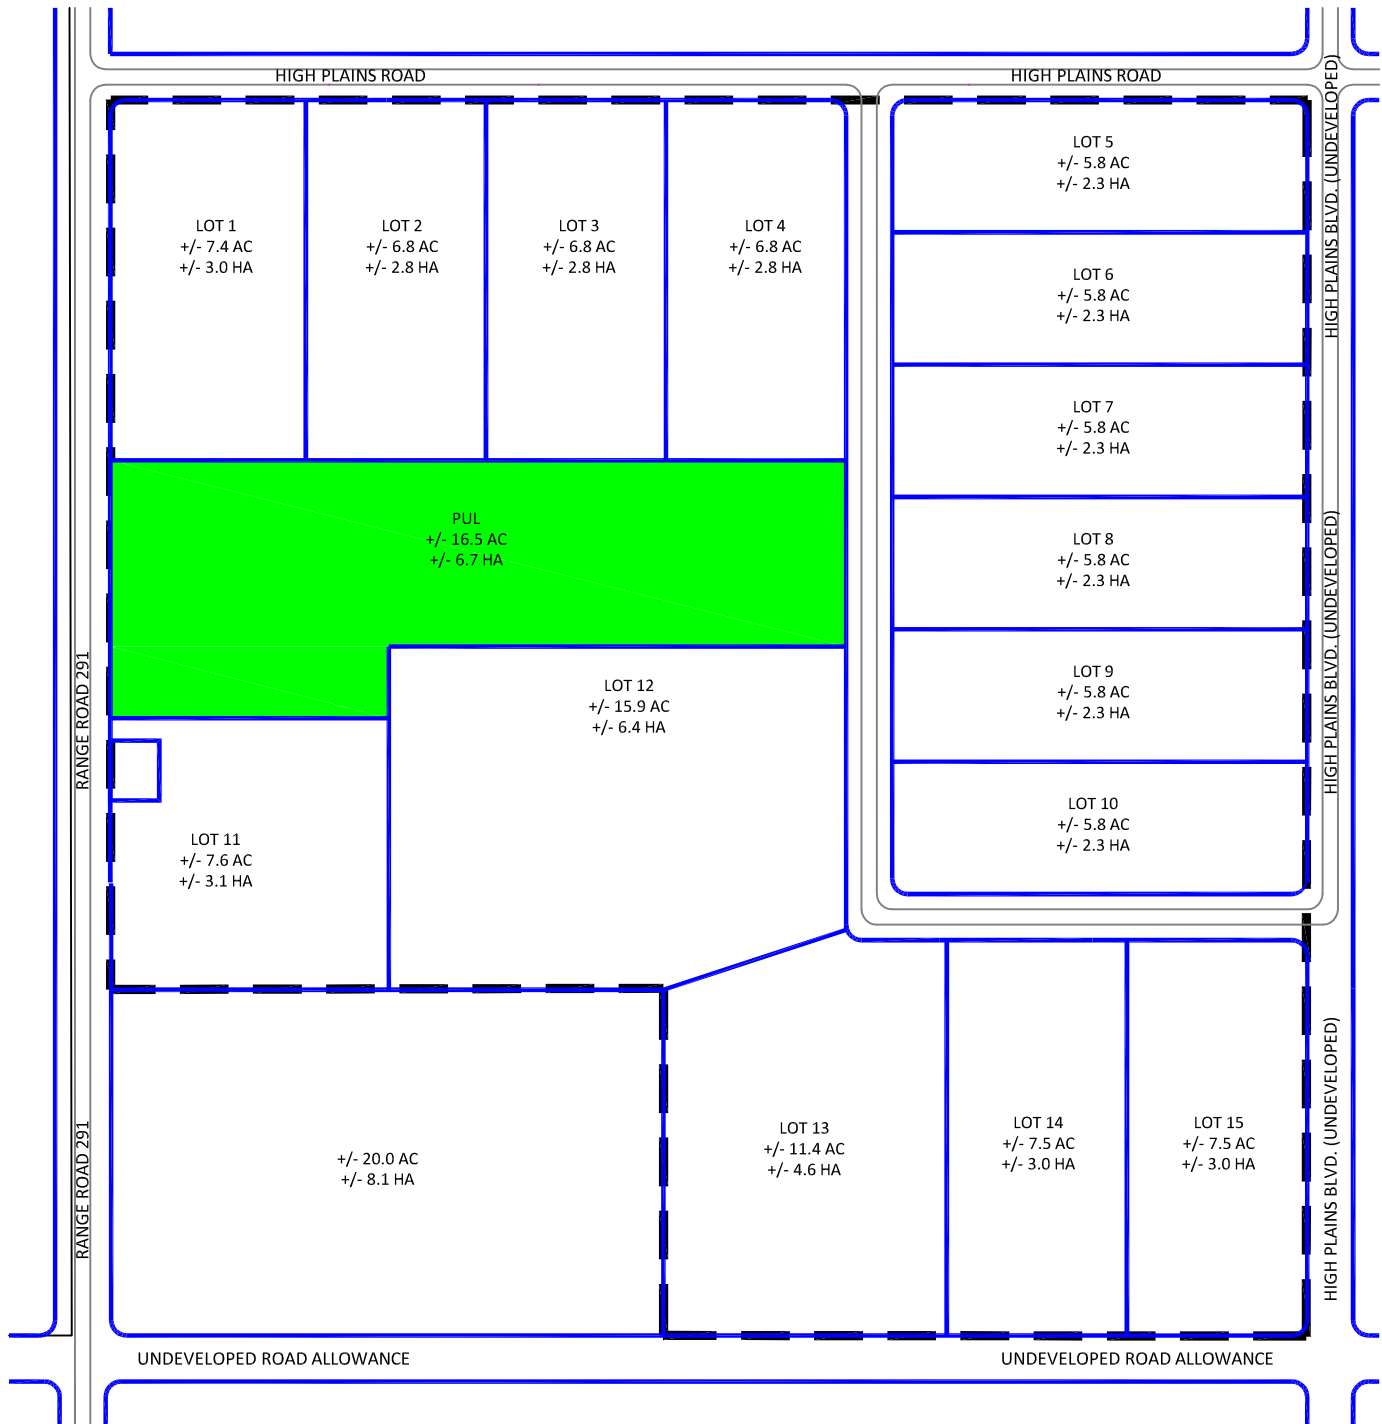 HIGH PLAINS ROAD
HIGH PLAINS ROAD
LOT 1
+/- 7.4 AC
+/- 3.0 HA
LOT 2
+/- 6.8 AC
+/- 2.8 HA
LOT 3
+/- 6.8 AC
+/- 2.8 HA
LOT 4
+/- 6.8 AC
+/- 2.8 HA
LOT 5
+/- 5.8 AC
+/- 2.3 HA
LOT 6
+/- 5.8 AC
+/- 2.3 HA
LOT 7
+/- 5.8 AC
+/- 2.3 HA
LOT 8
+/- 5.8 AC
+/- 2.3 HA
LOT 9
+/- 5.8 AC
+/- 2.3 HA
LOT 10
+/- 5.8 AC
+/- 2.3 HA
HIGH PLAINS BLVD. (UNDEVELOPED)
HIGH PLAINS BLVD. (UNDEVELOPED)
HIGH PLAINS BLVD. (UNDEVELOPED)
PUL
+/- 16.5 AC
+/- 6.7 HA
LOT 12
+/- 15.9 AC
+/- 6.4 HA
RANGE ROAD 291
LOT 11
+/- 7.6 AC
+/- 3.1 HA
RANGE ROAD 291
+/- 20.0 AC
+/- 8.1 HA
LOT 13
+/- 11.4 AC
+/- 4.6 HA
LOT 14
+/- 7.5 AC
+/- 3.0 HA
LOT 15
+/- 7.5 AC
+/- 3.0 HA
UNDEVELOPED ROAD ALLOWANCE
UNDEVELOPED ROAD ALLOWANCE